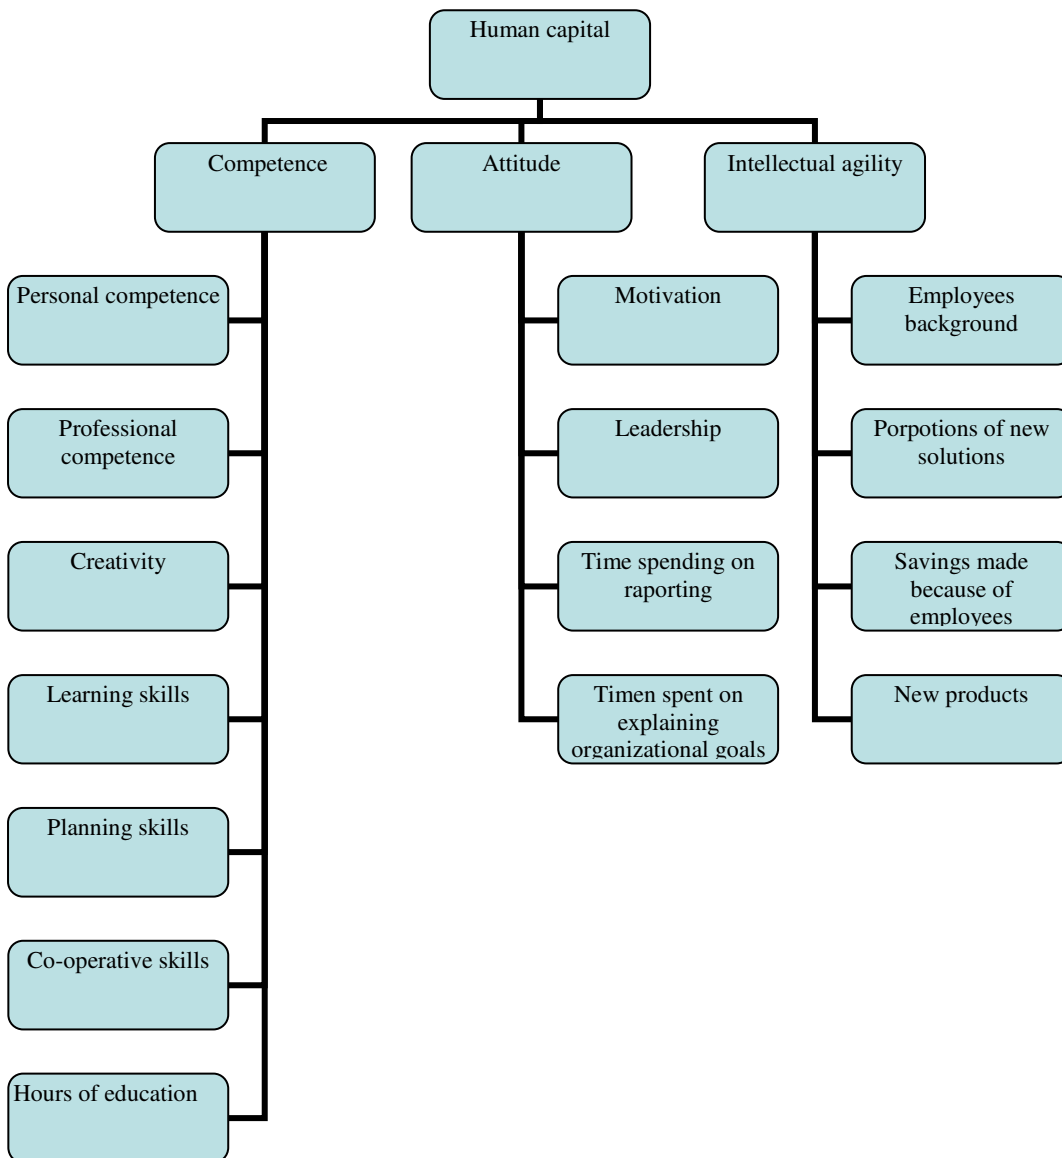 Human capital
Competence
Attitude
Intellectual agility
Personal competence
Professional
competence
Creativity
Learning skills
Planning skills
Co-operative skills
Hours of education
Motivation
Leadership
Time spending on
raporting
Timen spent on
explaining
organizational goals
Employees
background
Porpotions of new
solutions
Savings made
because of
employees
New products